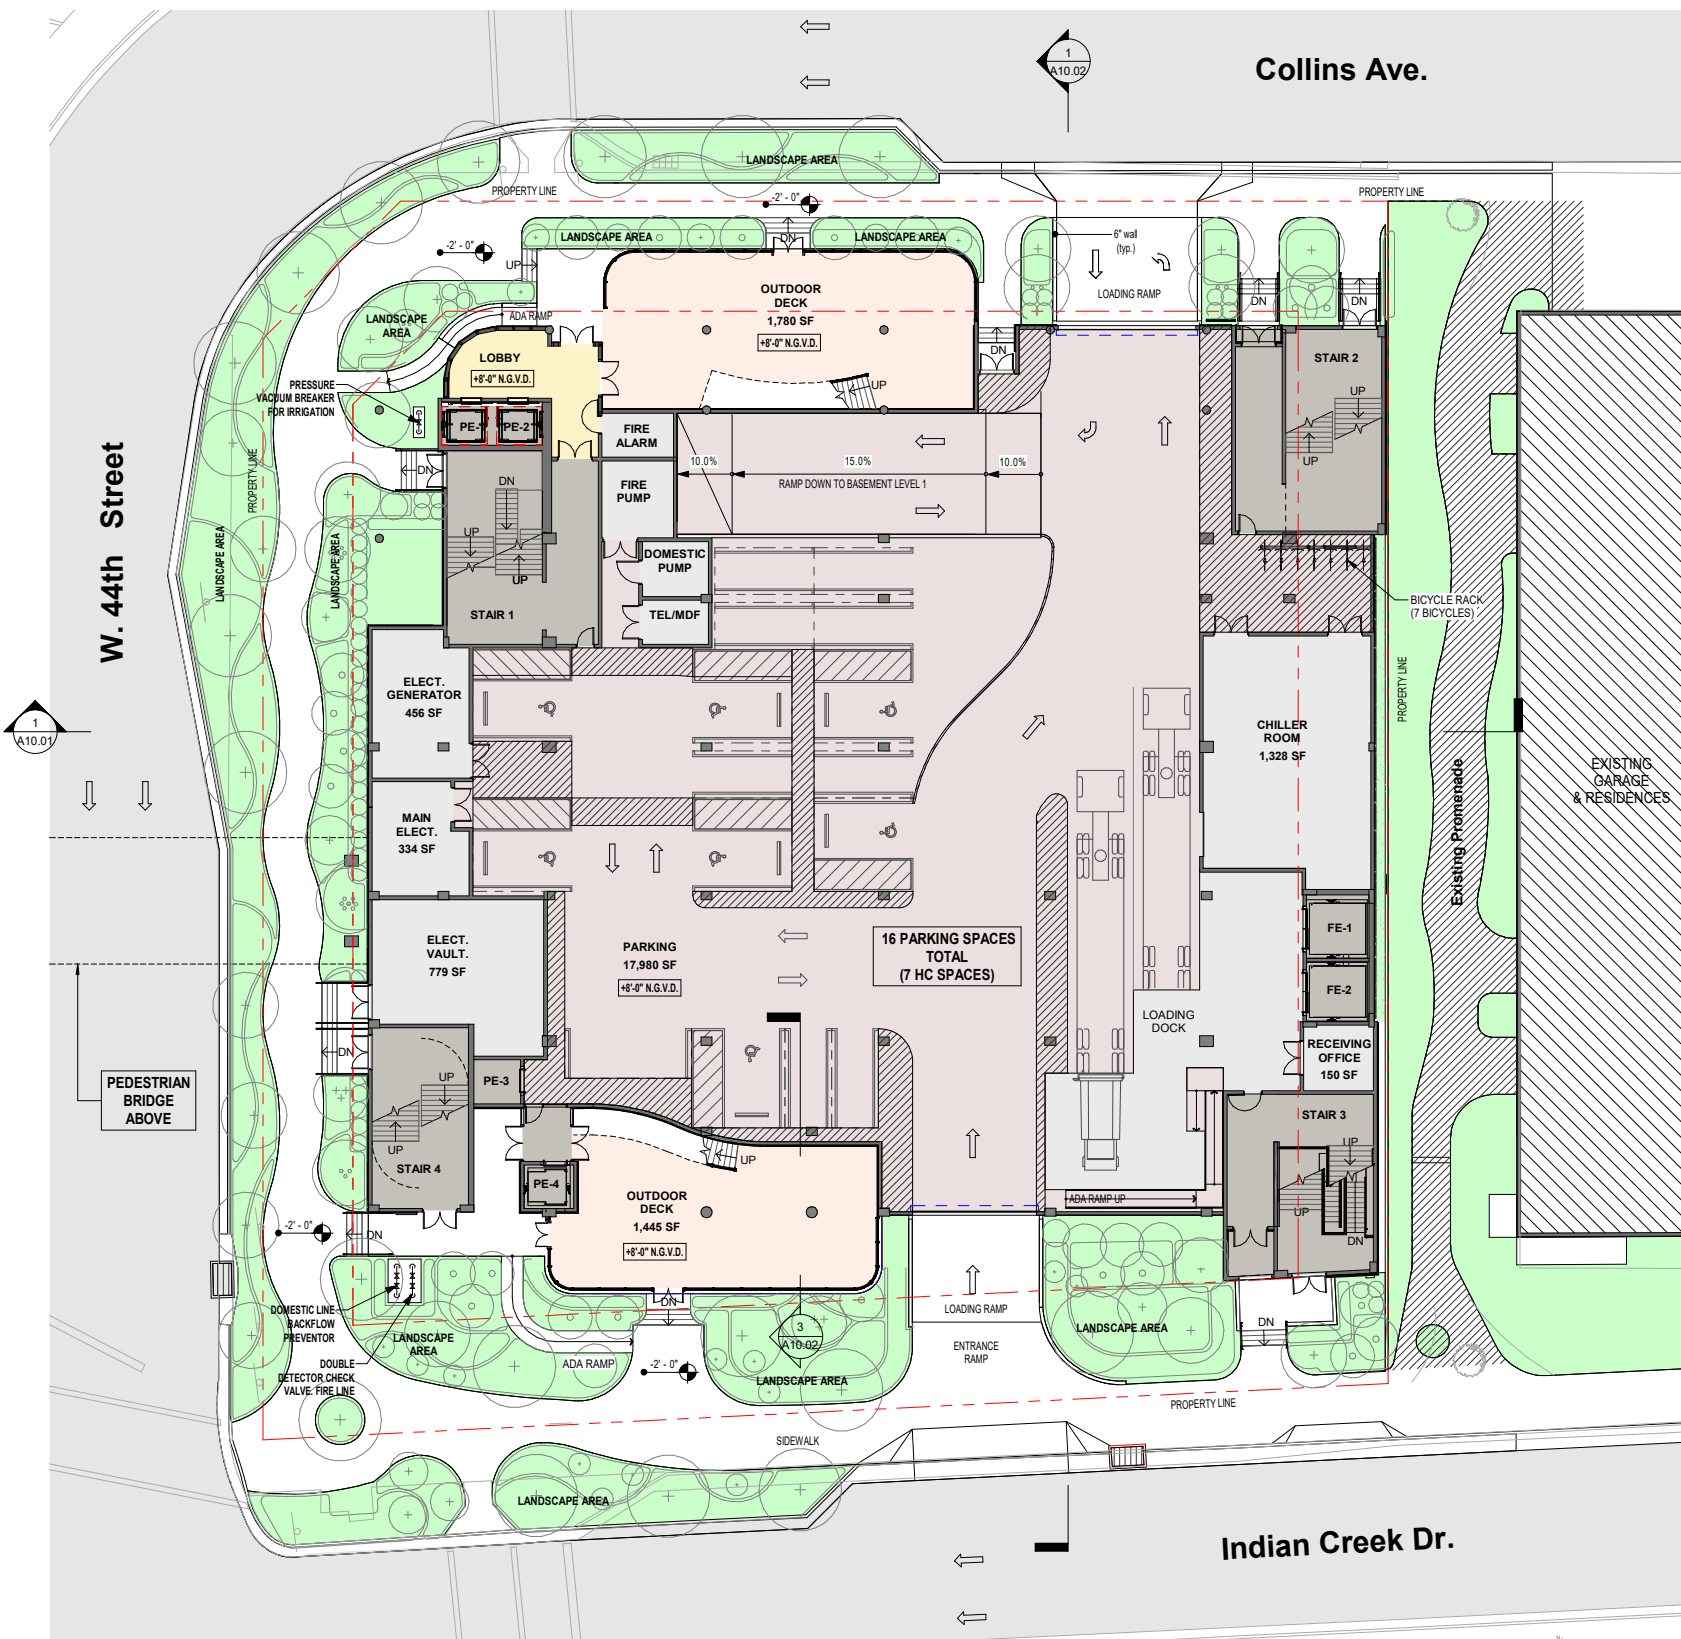 Collins Ave.
1
A10.02
LANDSCAPE AREA
PROPERTY LINE
PROPERTY LINE
-2' - 0"
LANDSCAPE AREA
DN
LANDSCAPE AREA
6" wall
(typ.)
-2' - 0"
UP
LOADING RAMP
OUTDOOR
DECK
1,780 SF
+8'-0" N.G.V.D.
DN
DN
LANDSCAPE
AREA
ADA RAMP
LOBBY
+8'-0" N.G.V.D.
DN
STAIR 2
UP
UP
UP
PRESSURE
VACUUM BREAKER
FOR IRRIGATION
PE-1
PE-2
FIRE
ALARM
FIRE
PUMP
10.0%
15.0%
10.0%
RAMP DOWN TO BASEMENT LEVEL 1
W. 44th Street
PROPERTY LINE
DN
DN
UP
UP
STAIR 1
LANDSCAPE AREA
LANDSCAPE AREA
DOMESTIC
PUMP
TEL/MDF
BICYCLE RACK
(7 BICYCLES)
PROPERTY LINE
ELECT.
GENERATOR
456 SF
CHILLER
ROOM
1,328 SF
1
A10.01
EXISTING
GARAGE
& RESIDENCES
Existing Promenade
MAIN
ELECT.
334 SF
ELECT.
VAULT.
779 SF
PARKING
17,980 SF
+8'-0" N.G.V.D.
16 PARKING SPACES
TOTAL
(7 HC SPACES)
FE-1
FE-2
LOADING
DOCK
RECEIVING
OFFICE
150 SF
DN
PEDESTRIAN
BRIDGE
ABOVE
PE-3
UP
UP
STAIR 4
STAIR 3
UP
UP
DN
UP
PE-4
OUTDOOR
DECK
1,445 SF
+8'-0" N.G.V.D.
ADA RAMP UP
-2' - 0"
DN
DOMESTIC LINE
BACKFLOW
PREVENTOR
LANDSCAPE
AREA
DN
LOADING RAMP
3
A10.02
LANDSCAPE AREA
DN
ENTRANCE
RAMP
DOUBLE
DETECTOR CHECK
VALVE. FIRE LINE
ADA RAMP
-2' - 0"
LANDSCAPE AREA
PROPERTY LINE
SIDEWALK
LANDSCAPE AREA
Indian Creek Dr.